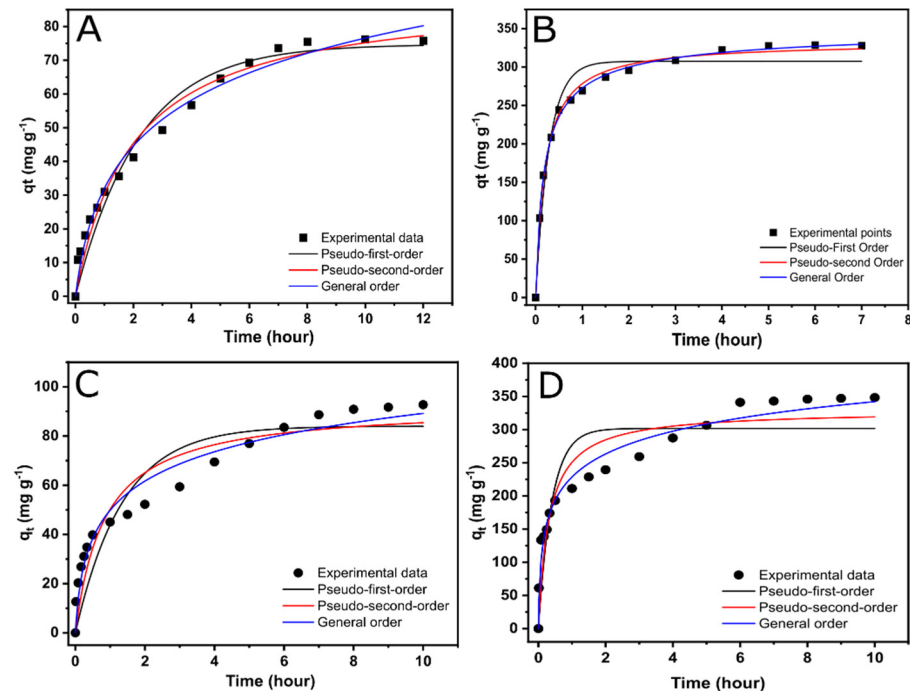 A
qt (mg g⁻¹)
80
70
60
50
40
30
20
10
0
Experimental data
Pseudo-first-order
Pseudo-second-order
General order
0 2 4 6 8 10 12
Time (hour)
B
qt (mg g⁻¹)
350
300
250
200
150
100
50
0
Experimental points
Pseudo-First Order
Pseudo-second Order
General Order
0 1 2 3 4 5 6 7 8
Time (hour)
C
qₜ (mg g⁻¹)
100
80
60
40
20
0
Experimental data
Pseudo-first-order
Pseudo-second-order
General order
0 2 4 6 8 10
Time (hour)
D
qₜ (mg g⁻¹)
400
350
300
250
200
150
100
50
0
Experimental data
Pseudo-first-order
Pseudo-second-order
General order
0 2 4 6 8 10
Time (hour)